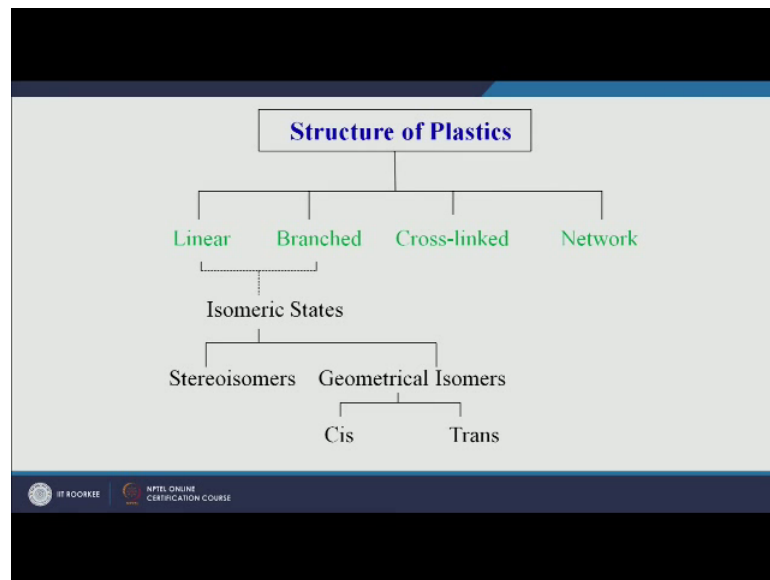 Structure of Plastics
Linear Branched Cross-linked Network
Isomeric States
Stereoisomers Geometrical Isomers
Cis Trans
IIT ROORKEE NPTEL ONLINE
CERTIFICATION COURSE